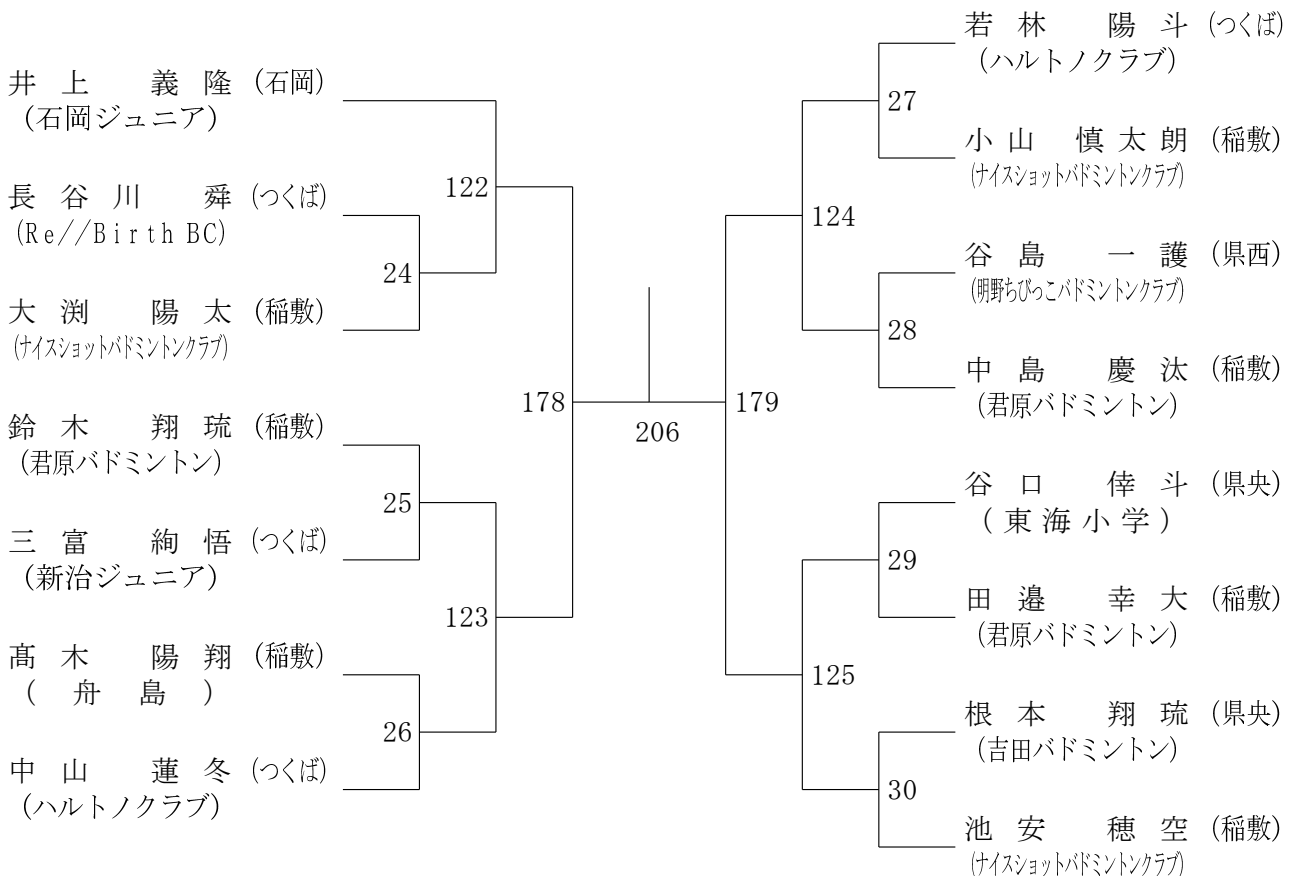 井上 義隆 (石岡)
(石岡ジュニア)
122
長谷川 舜 (つくば)
(Re//Birth BC)
24
大渕 陽太 (稲敷)
(ナイスショットバドミントンクラブ)
178
鈴木 翔琉 (稲敷)
(君原バドミントン)
25
三富 絢悟 (つくば)
(新治ジュニア)
123
髙木 陽翔 (稲敷)
(舟島)
26
中山 蓮冬 (つくば)
(ハルトノクラブ)
206
若林 陽斗 (つくば)
(ハルトノクラブ)
27
小山 慎太朗 (稲敷)
(ナイスショットバドミントンクラブ)
124
谷島 一護 (県西)
(明野ちびっこバドミントンクラブ)
28
中島 慶汰 (稲敷)
(君原バドミントン)
179
谷口 倖斗 (県央)
(東海小学)
29
田邉 幸大 (稲敷)
(君原バドミントン)
125
根本 翔琉 (県央)
(吉田バドミントン)
30
池安 穂空 (稲敷)
(ナイスショットバドミントンクラブ)